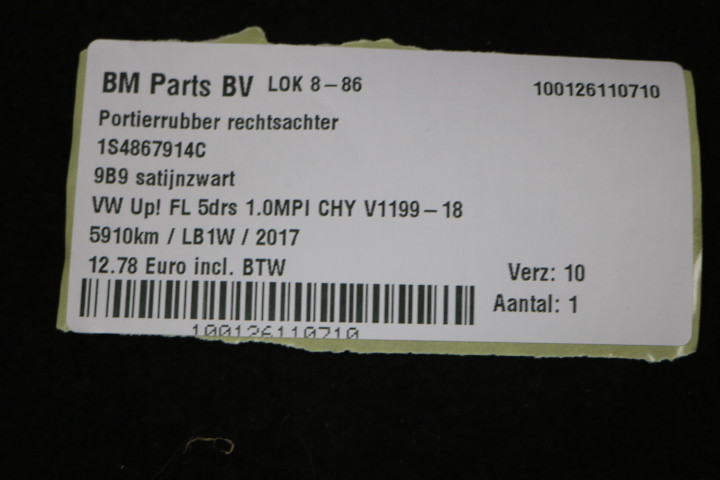 BM Parts BV LOK 8-86 100126110710
Portierrubber rechtsachter
1S4867914C
9B9 satijnzwart
VW Up! FL 5drs 1.0MPI CHY V1199-18
5910km / LB1W / 2017
12.78 Euro incl. BTW Verz: 10
Aantal: 1
100126110710